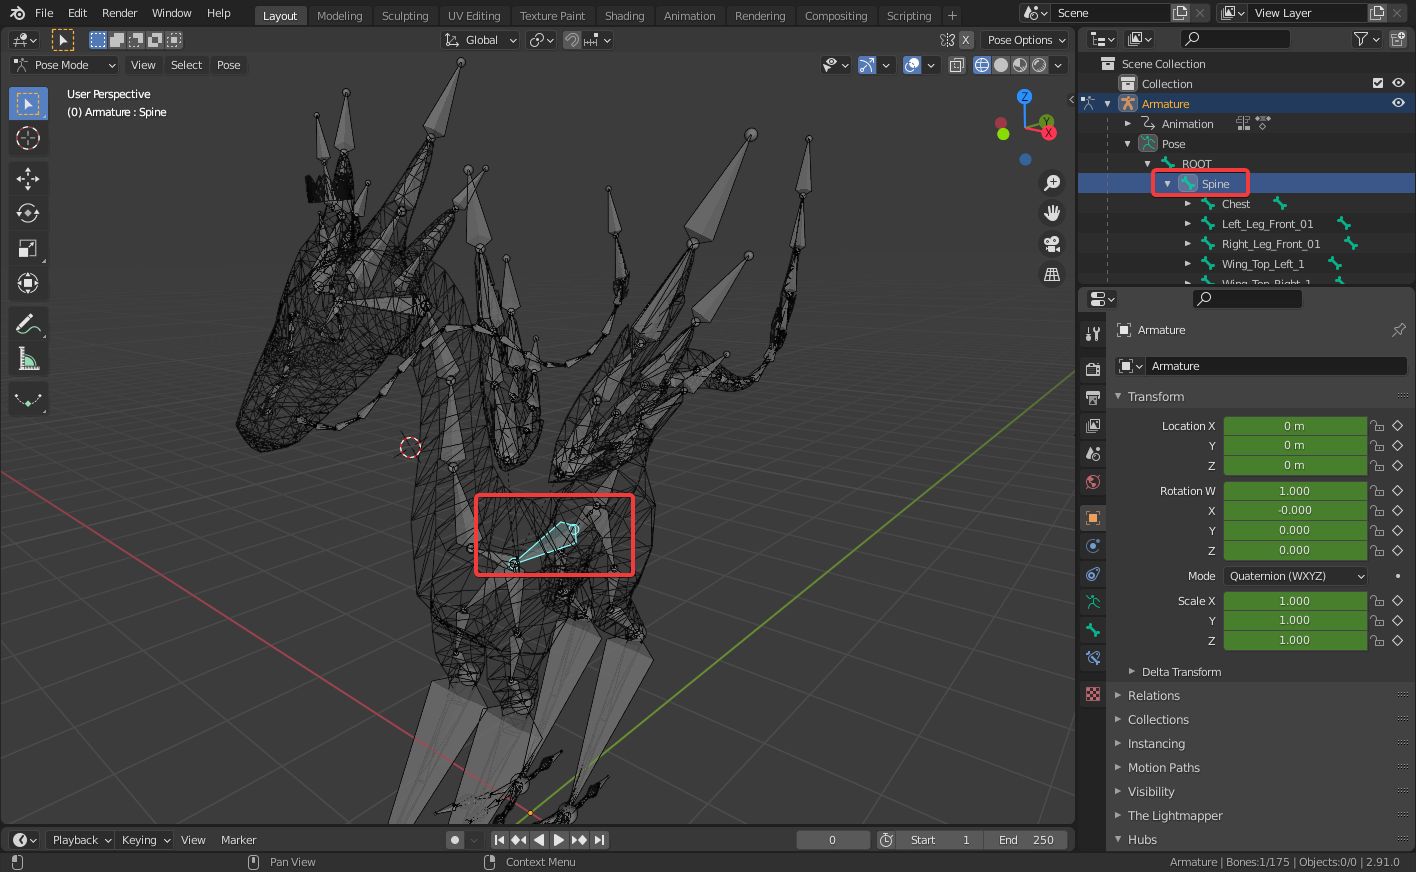 File Edit Render Window Help Layout Modeling Sculpting UV Editing Texture Paint Shading Animation Rendering Compositing Scripting + Scene View Layer
Global Pose Options
X
Pose Mode View Select Pose
User Perspective
(0) Armature : Spine
Z
Y
X
Scene Collection
Collection
Armature
Animation
Pose
ROOT
Spine
Chest
Left_Leg_Front_01
Right_Leg_Front_01
Wing_Top_Left_1
Wing_Top_Right_1
Armature
Armature
Transform
Location X 0 m
Y 0 m
Z 0 m
Rotation W 1.000
X -0.000
Y 0.000
Z 0.000
Mode Quaternion (WXYZ)
Scale X 1.000
Y 1.000
Z 1.000
Delta Transform
Relations
Collections
Instancing
Motion Paths
Visibility
The Lightmapper
Hubs
Playback Keying View Marker 0 Start 1 End 250
Pan View Context Menu Armature | Bones:1/175 | Objects:0/0 | 2.91.0